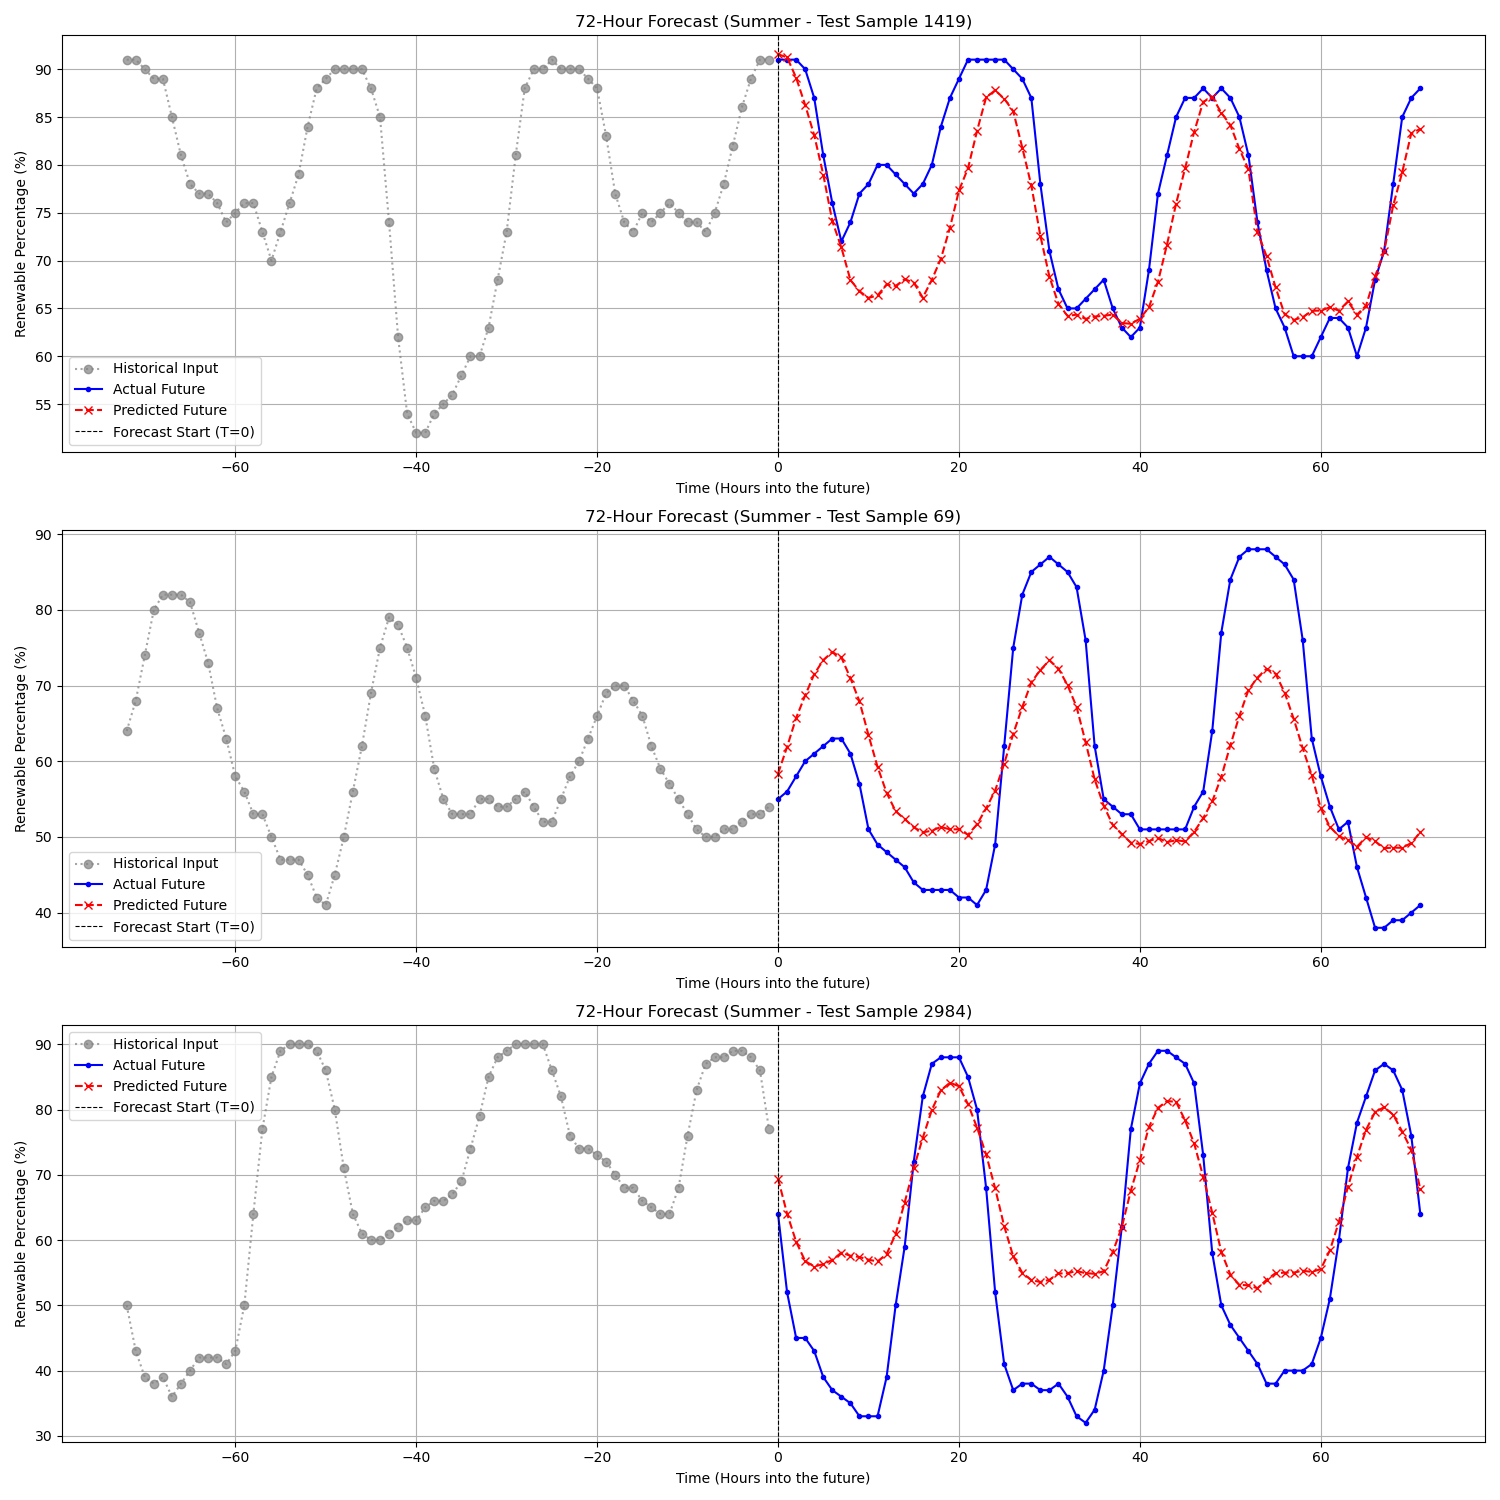 72-Hour Forecast (Summer - Test Sample 1419)
Renewable Percentage (%)
90
85
80
75
70
65
60
55
Historical Input
Actual Future
Predicted Future
Forecast Start (T=0)
−60
−40
−20
0
20
40
60
Time (Hours into the future)
72-Hour Forecast (Summer - Test Sample 69)
Renewable Percentage (%)
90
80
70
60
50
40
Historical Input
Actual Future
Predicted Future
Forecast Start (T=0)
−60
−40
−20
0
20
40
60
Time (Hours into the future)
72-Hour Forecast (Summer - Test Sample 2984)
Renewable Percentage (%)
90
80
70
60
50
40
30
Historical Input
Actual Future
Predicted Future
Forecast Start (T=0)
−60
−40
−20
0
20
40
60
Time (Hours into the future)